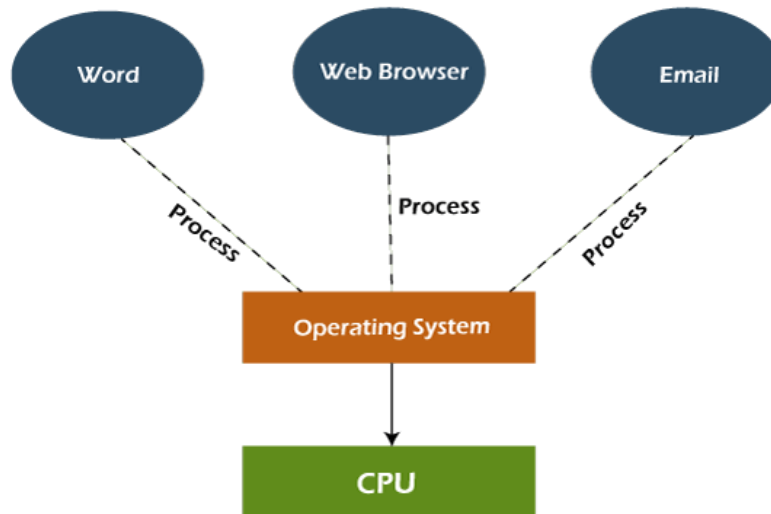 Word
Web Browser
Email
Process
Process
Process
Operating System
CPU